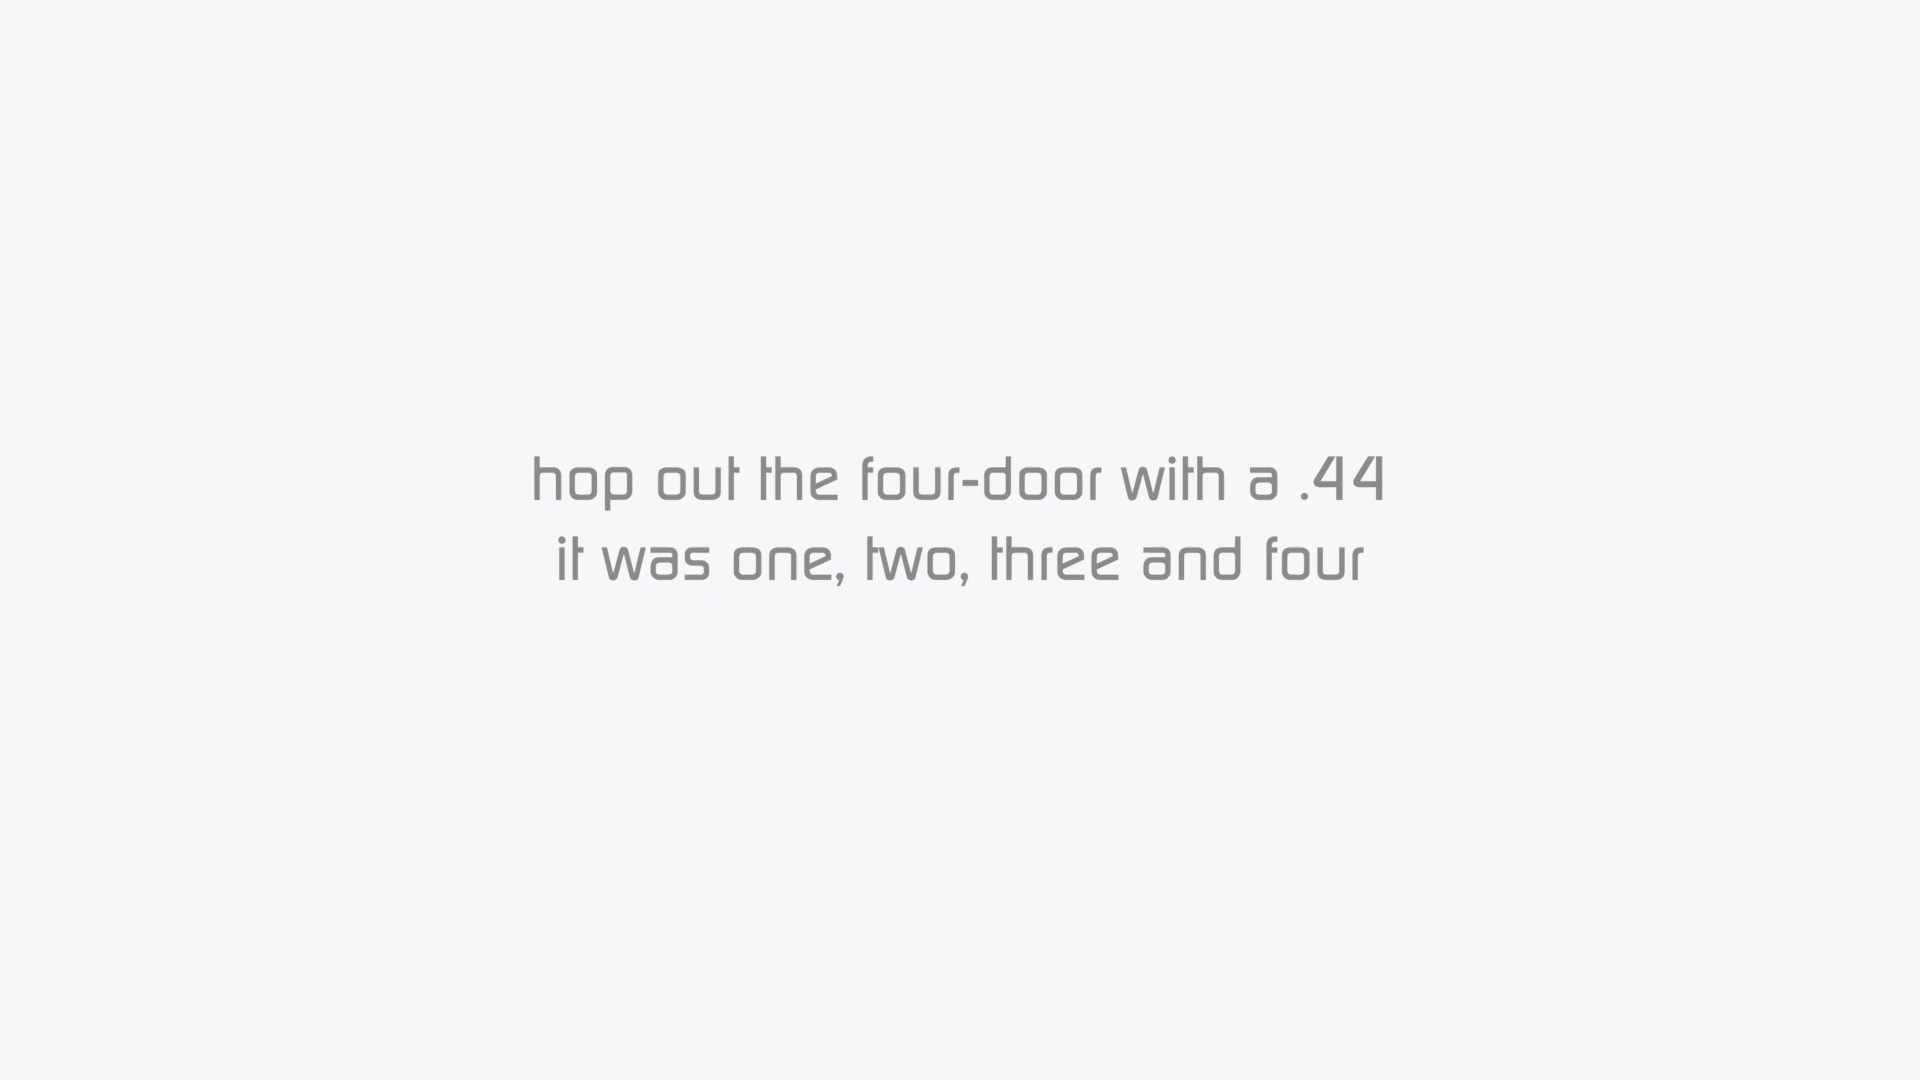 hop out the four-door with a .44
it was one, two, three and four